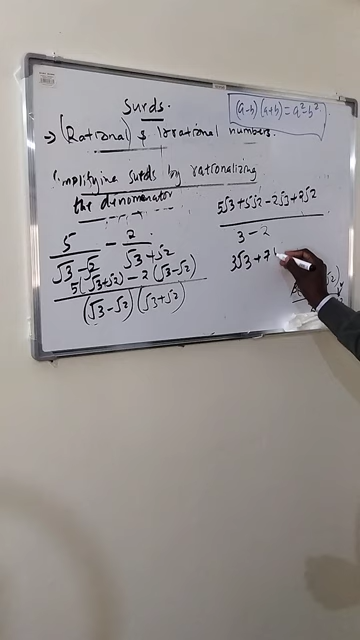 Surds.
(a-b)(a+b) = a²-b²
→ (Rational) & Irrational numbers.
Simplifying surds by rationalizing
the denominator
5/(√3-√2) - 2/(√3+√2)
5(√3+√2) - 2(√3-√2)
(√3-√2)(√3+√2)
5√3+5√2-2√3+2√2
3-2
3√3+7